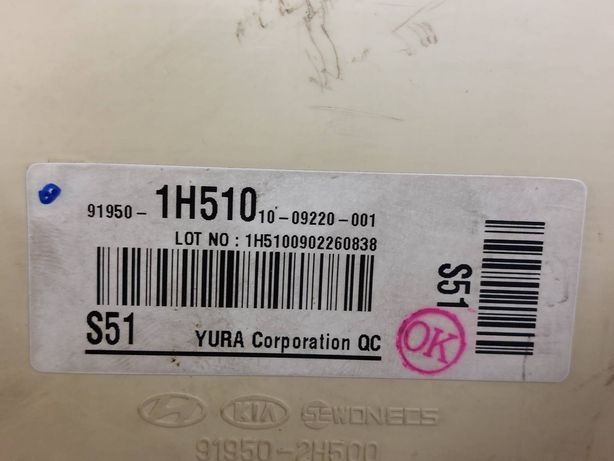 91950- 1H510 10-09220-001
LOT NO : 1H5100902260838
S51
YURA Corporation QC
S51
OK
KIA SEWONECS
91950-2H500